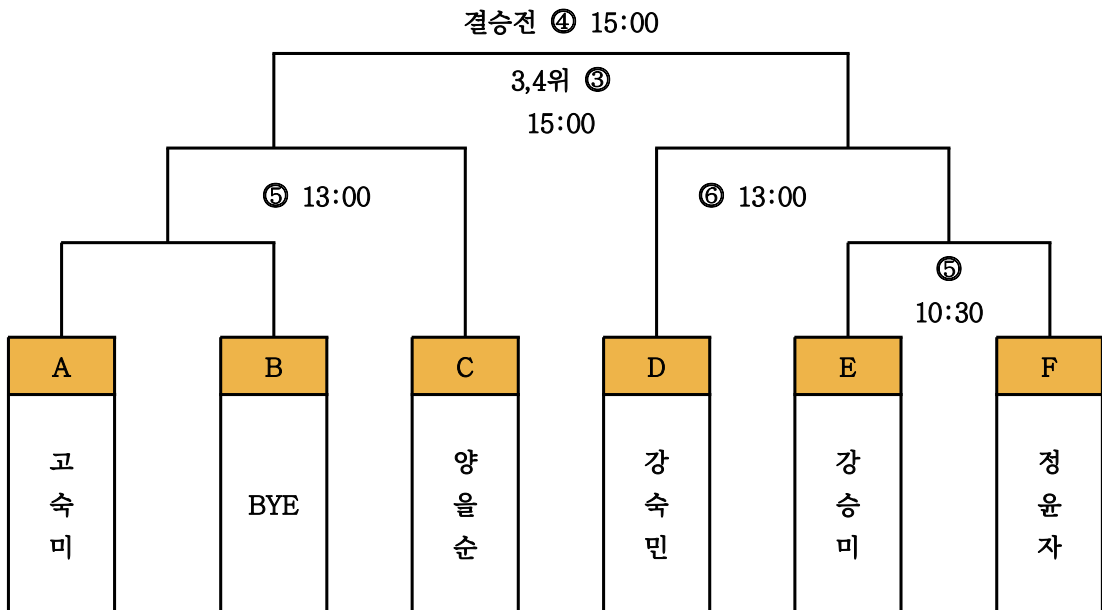 결승전 ④ 15:00
3,4위 ③
15:00
⑤ 13:00
⑥ 13:00
⑤
10:30
A
B
C
D
E
F
고숙미
BYE
양을순
강숙민
강승미
정윤자